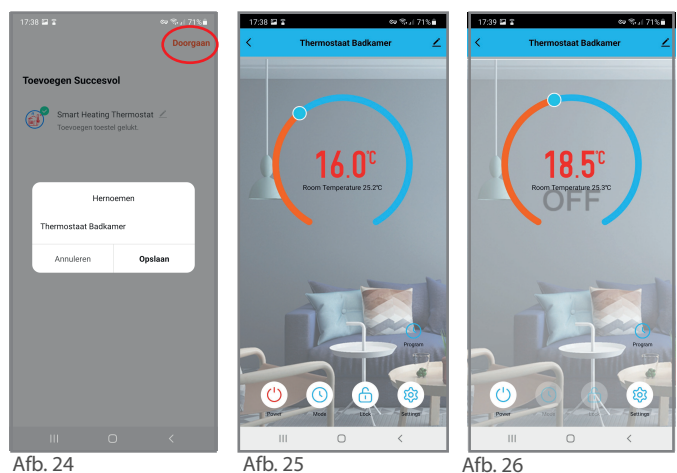 17:38 71%
Doorgaan
Toevoegen Succesvol
Smart Heating Thermostat
Toevoegen toestel gelukt.
Hernoemen
Thermostaat Badkamer
Annuleren Opslaan
Afb. 24
17:38 71%
Thermostaat Badkamer
16.0°C
Room Temperature 25.2°C
Program
Power Mode Lock Settings
Afb. 25
17:39 71%
Thermostaat Badkamer
18.5°C
Room Temperature 25.3°C
OFF
Program
Power Mode Lock Settings
Afb. 26